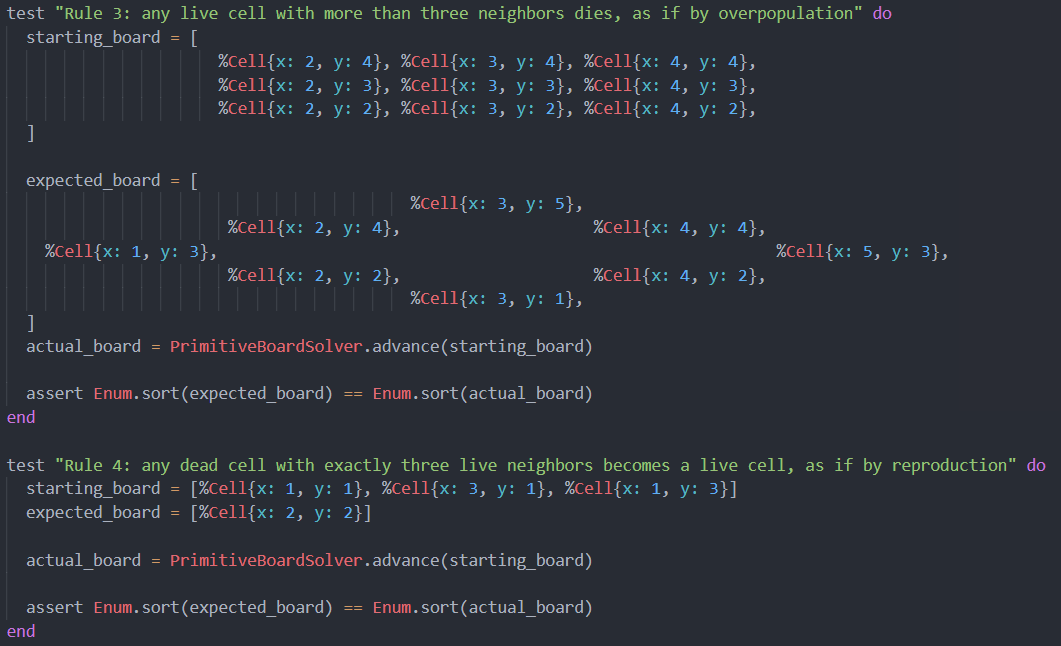 test "Rule 3: any live cell with more than three neighbors dies, as if by overpopulation" do
starting_board = [
%Cell{x: 2, y: 4}, %Cell{x: 3, y: 4}, %Cell{x: 4, y: 4},
%Cell{x: 2, y: 3}, %Cell{x: 3, y: 3}, %Cell{x: 4, y: 3},
%Cell{x: 2, y: 2}, %Cell{x: 3, y: 2}, %Cell{x: 4, y: 2},
]
expected_board = [
%Cell{x: 3, y: 5},
%Cell{x: 2, y: 4}, %Cell{x: 4, y: 4},
%Cell{x: 1, y: 3}, %Cell{x: 5, y: 3},
%Cell{x: 2, y: 2}, %Cell{x: 4, y: 2},
%Cell{x: 3, y: 1},
]
actual_board = PrimitiveBoardSolver.advance(starting_board)
assert Enum.sort(expected_board) == Enum.sort(actual_board)
end
test "Rule 4: any dead cell with exactly three live neighbors becomes a live cell, as if by reproduction" do
starting_board = [%Cell{x: 1, y: 1}, %Cell{x: 3, y: 1}, %Cell{x: 1, y: 3}]
expected_board = [%Cell{x: 2, y: 2}]
actual_board = PrimitiveBoardSolver.advance(starting_board)
assert Enum.sort(expected_board) == Enum.sort(actual_board)
end